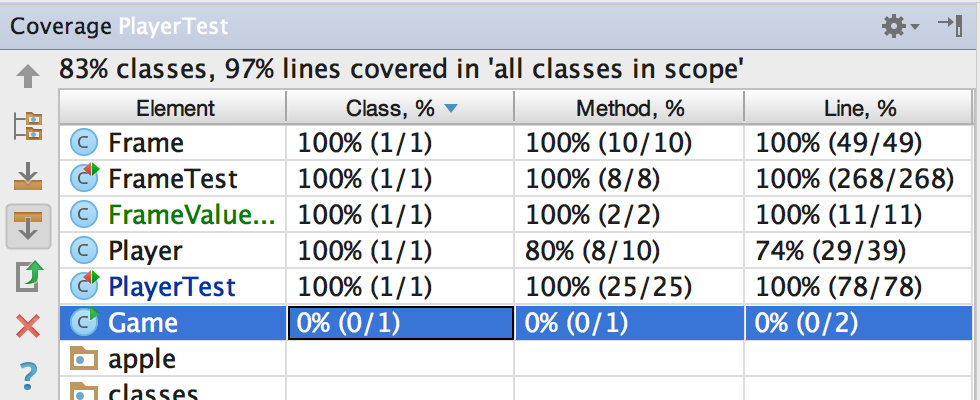 Coverage PlayerTest
83% classes, 97% lines covered in 'all classes in scope'
Element Class, % Method, % Line, %
C Frame 100% (1/1) 100% (10/10) 100% (49/49)
C FrameTest 100% (1/1) 100% (8/8) 100% (268/268)
C FrameValue... 100% (1/1) 100% (2/2) 100% (11/11)
C Player 100% (1/1) 80% (8/10) 74% (29/39)
C PlayerTest 100% (1/1) 100% (25/25) 100% (78/78)
C Game 0% (0/1) 0% (0/1) 0% (0/2)
? apple
classes